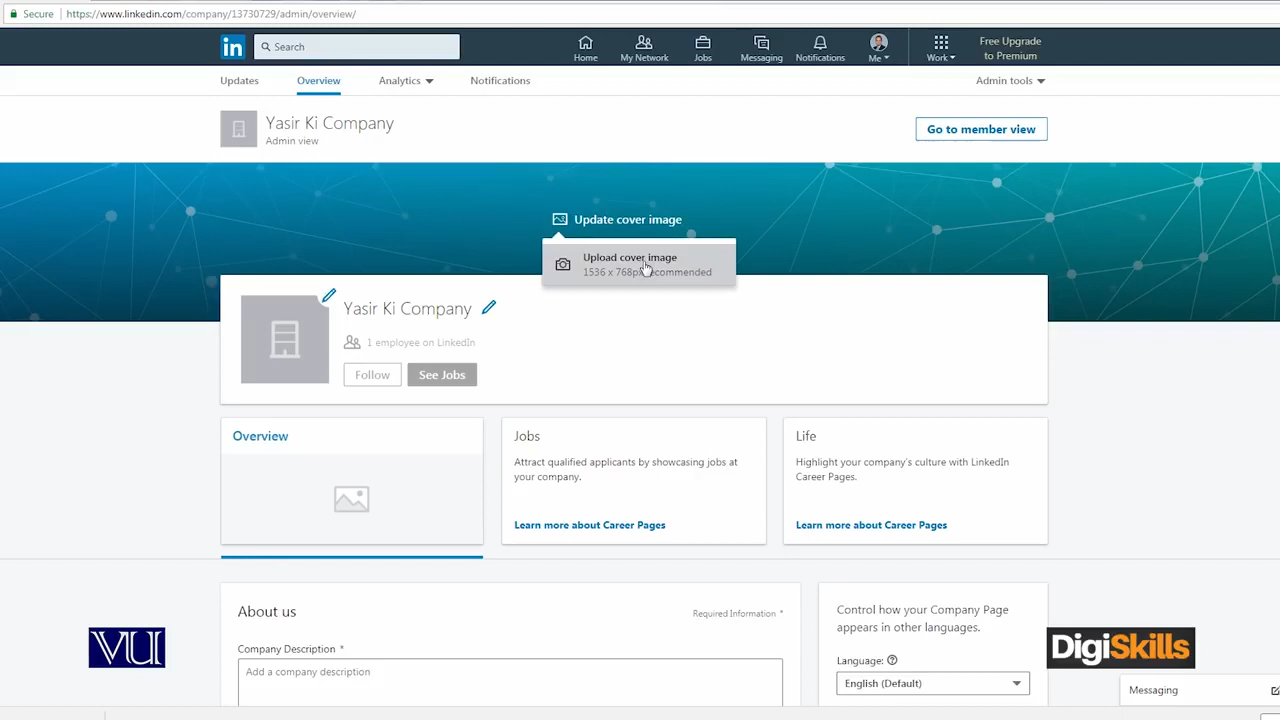 Secure https://www.linkedin.com/company/13730729/admin/overview/
in Search
Home My Network Jobs Messaging Notifications Me Work Free Upgrade to Premium
Updates Overview Analytics Notifications Admin tools
Yasir Ki Company
Admin view
Go to member view
Update cover image
Upload cover image
1536 x 768px recommended
Yasir Ki Company
1 employee on LinkedIn
Follow See Jobs
Overview
Jobs
Attract qualified applicants by showcasing jobs at
your company.
Learn more about Career Pages
Life
Highlight your company's culture with LinkedIn
Career Pages.
Learn more about Career Pages
About us
Required Information *
Company Description *
Add a company description
Control how your Company Page
appears in other languages.
Language:
English (Default)
VU
DigiSkills
Messaging